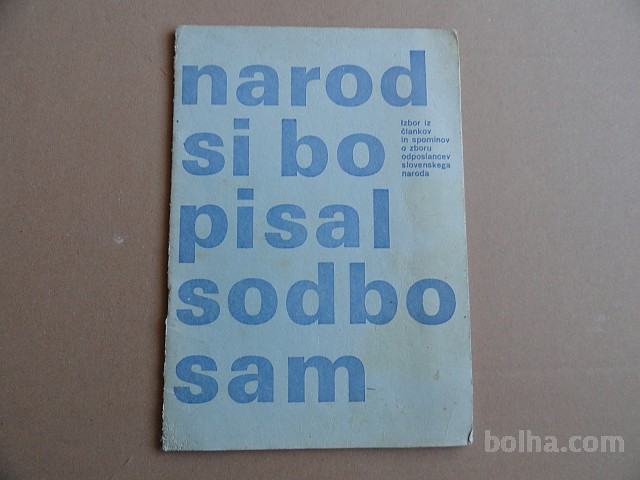 narod
si bo
pisal
sodbo
sam
Izbor iz
člankov
in spominov
o zboru
odposlancev
slovenskega
naroda
bolha.com